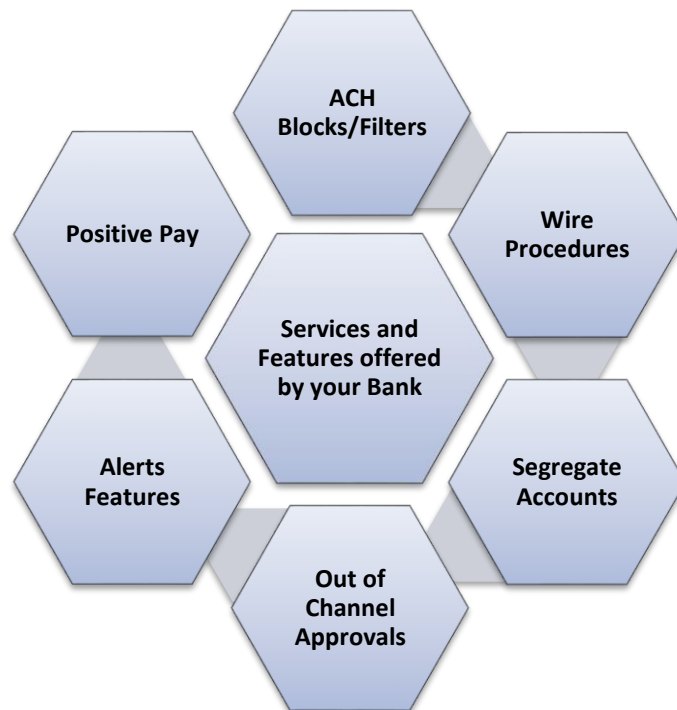 ACH
Blocks/Filters
Positive Pay
Wire
Procedures
Services and
Features offered
by your Bank
Alerts
Features
Segregate
Accounts
Out of
Channel
Approvals